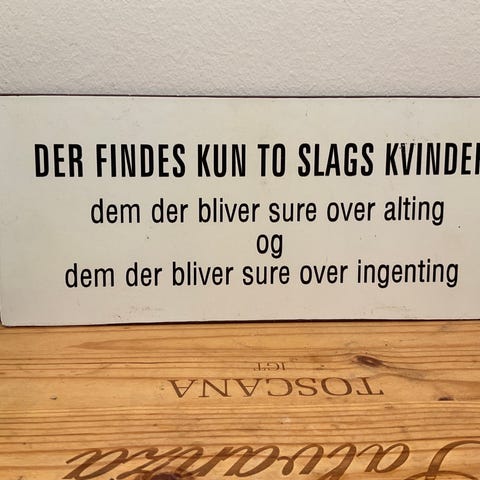 DER FINDES KUN TO SLAGS KVINDER
dem der bliver sure over alting
og
dem der bliver sure over ingenting
TOSCANA
IGT
Salvanza